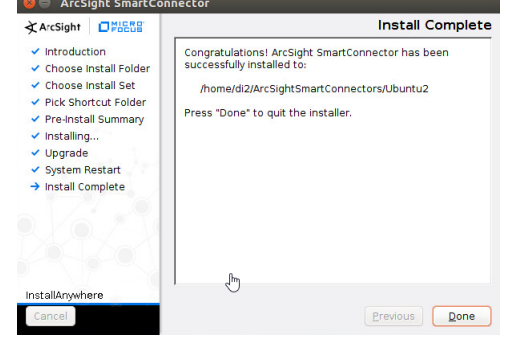 ArcSight SmartConnector
ArcSight MICRO FOCUS
Install Complete
Introduction
Choose Install Folder
Choose Install Set
Pick Shortcut Folder
Pre-Install Summary
Installing...
Upgrade
System Restart
Install Complete
Congratulations! ArcSight SmartConnector has been
successfully installed to:
/home/di2/ArcSightSmartConnectors/Ubuntu2
Press "Done" to quit the installer.
InstallAnywhere
Cancel
Previous
Done